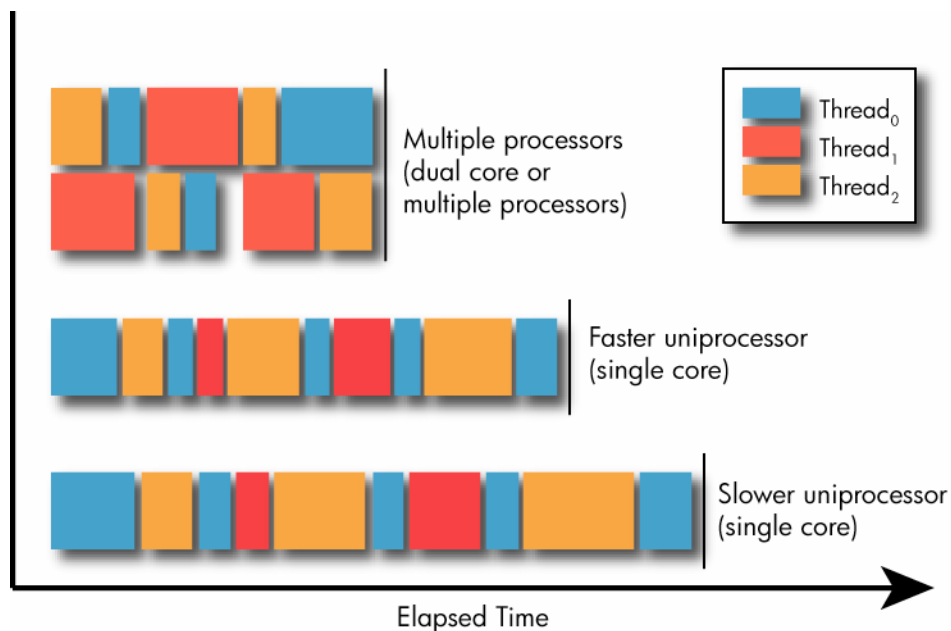 Multiple processors
(dual core or
multiple processors)
Thread₀
Thread₁
Thread₂
Faster uniprocessor
(single core)
Slower uniprocessor
(single core)
Elapsed Time